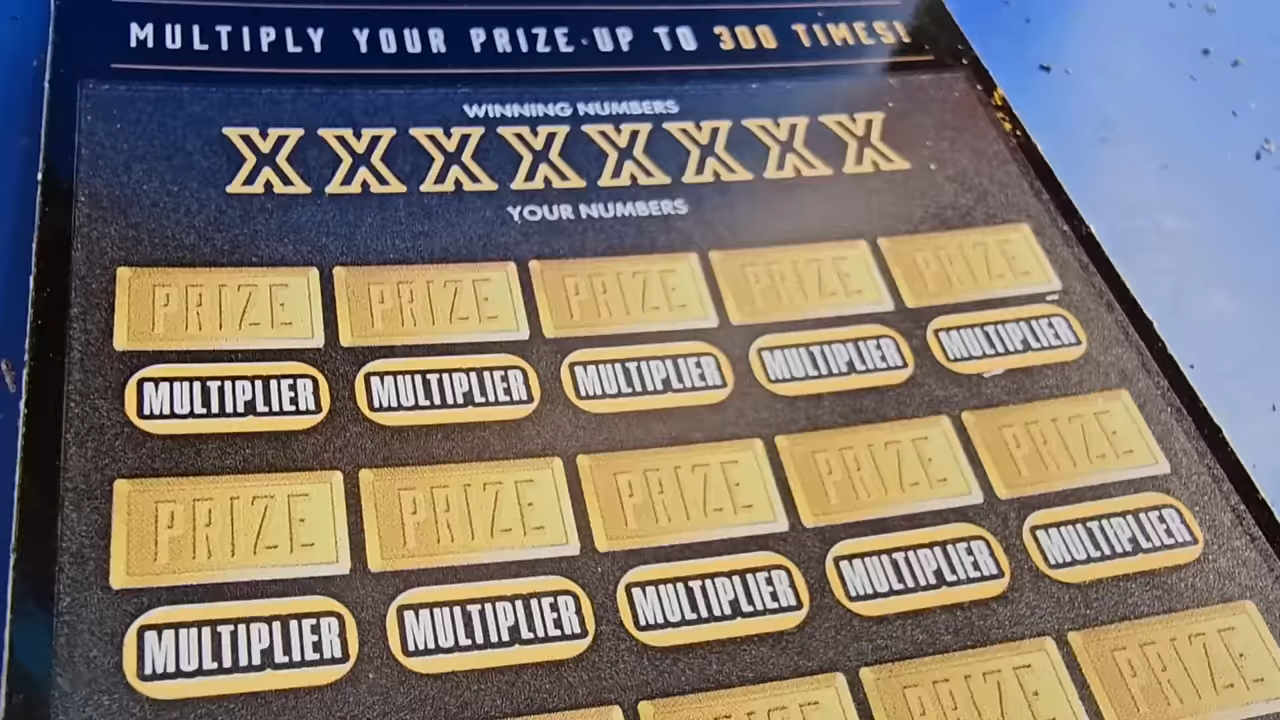 MULTIPLY YOUR PRIZE UP TO 300 TIMES!
WINNING NUMBERS
XXXXXXXX
YOUR NUMBERS
PRIZE PRIZE PRIZE PRIZE PRIZE
MULTIPLIER MULTIPLIER MULTIPLIER MULTIPLIER MULTIPLIER
PRIZE PRIZE PRIZE PRIZE PRIZE
MULTIPLIER MULTIPLIER MULTIPLIER MULTIPLIER MULTIPLIER
PRIZE PRIZE PRIZE